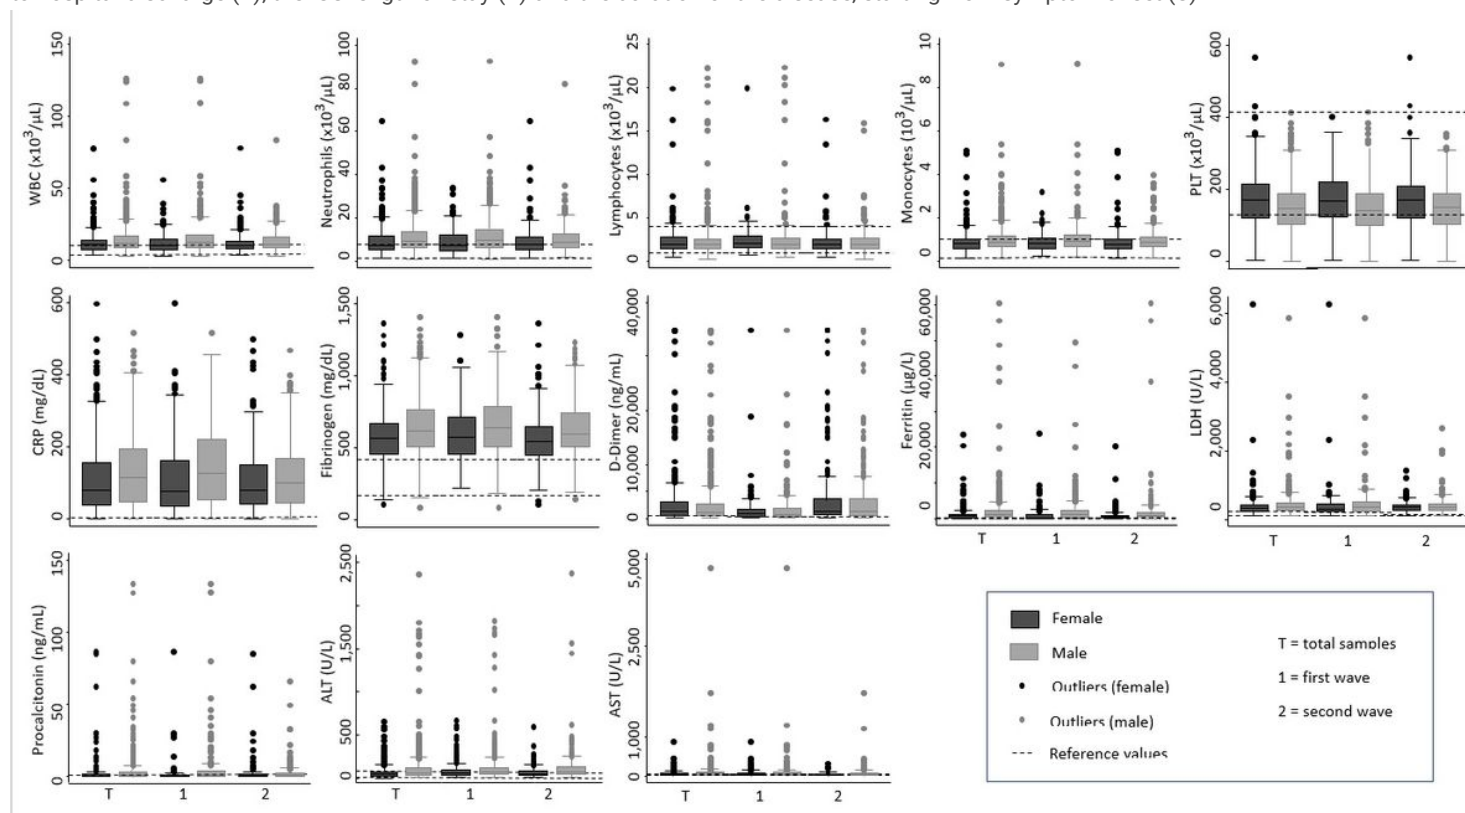 WBC (x10³/µL)
150
100
50
0
Neutrophils (x10³/µL)
100
80
60
40
20
0
Lymphocytes (x10³/µL)
25
20
15
10
5
0
Monocytes (10³/µL)
10
8
6
4
2
0
PLT (x10³/µL)
600
400
200
0
CRP (mg/dL)
600
400
200
0
Fibrinogen (mg/dL)
1,500
1,000
500
0
D-Dimer (ng/mL)
40,000
20,000
10,000
0
Ferritin (µg/L)
60,000
40,000
20,000
0
T 1 2
LDH (U/L)
6,000
4,000
2,000
0
T 1 2
Procalcitonin (ng/mL)
150
100
50
0
T 1 2
ALT (U/L)
2,500
1,500
500
0
T 1 2
AST (U/L)
5,000
2,500
1,000
0
T 1 2
Female
Male
Outliers (female)
Outliers (male)
Reference values
T = total samples
1 = first wave
2 = second wave